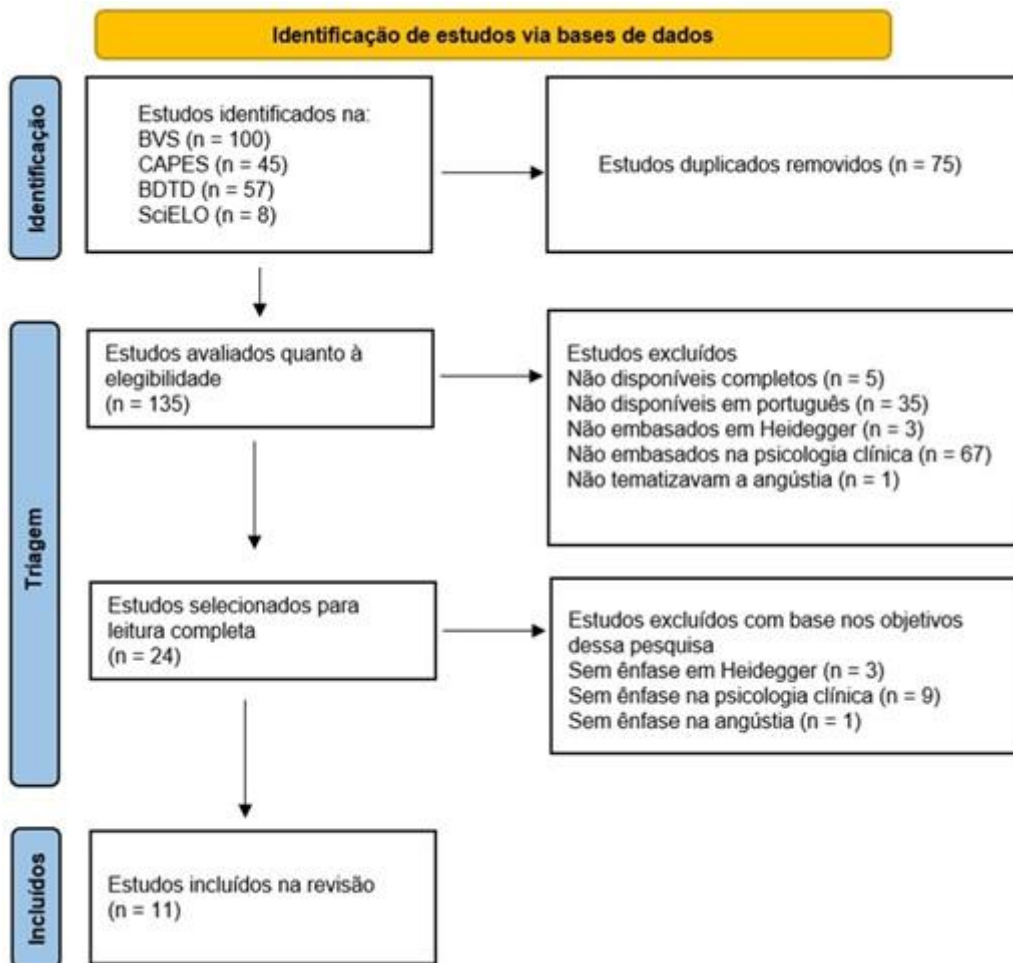 Identificação de estudos via bases de dados
Identificação
Estudos identificados na:
BVS (n = 100)
CAPES (n = 45)
BDTD (n = 57)
SciELO (n = 8)
Estudos duplicados removidos (n = 75)
Triagem
Estudos avaliados quanto à
elegibilidade
(n = 135)
Estudos excluídos
Não disponíveis completos (n = 5)
Não disponíveis em português (n = 35)
Não embasados em Heidegger (n = 3)
Não embasados na psicologia clínica (n = 67)
Não tematizavam a angústia (n = 1)
Estudos selecionados para
leitura completa
(n = 24)
Estudos excluídos com base nos objetivos
dessa pesquisa
Sem ênfase em Heidegger (n = 3)
Sem ênfase na psicologia clínica (n = 9)
Sem ênfase na angústia (n = 1)
Incluídos
Estudos incluídos na revisão
(n = 11)